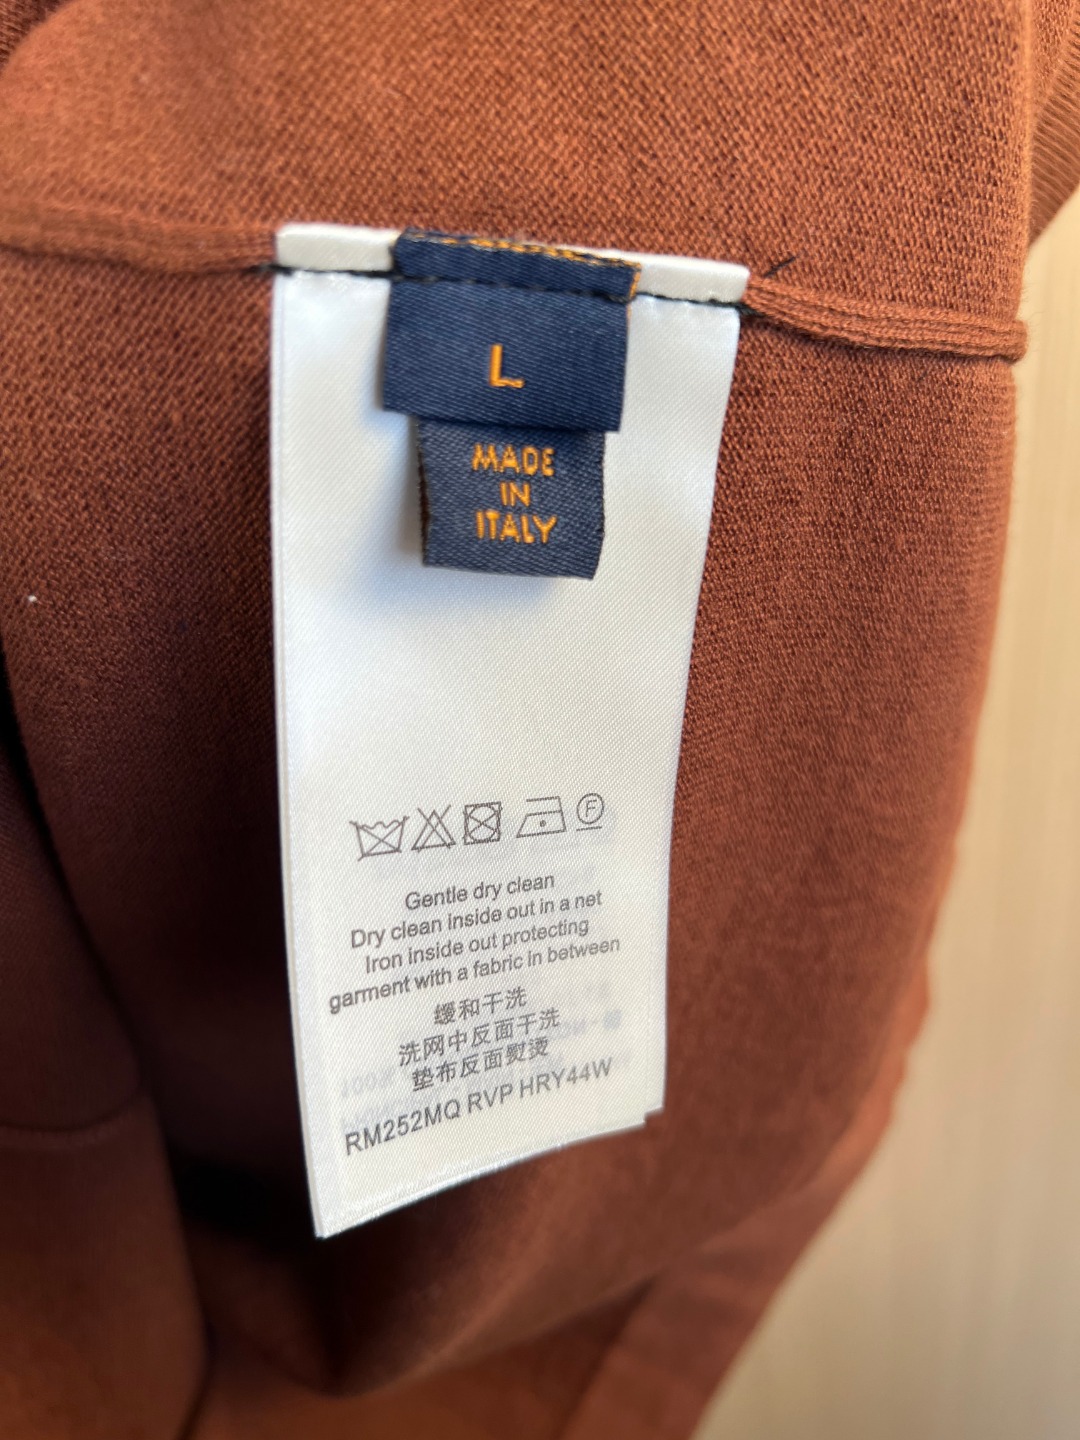 L
MADE
IN
ITALY
F
Gentle dry clean
Dry clean inside out in a net
Iron inside out protecting
garment with a fabric in between
缓和干洗
洗网中反面干洗
垫布反面熨烫
RM252MQ RVP HRY44W